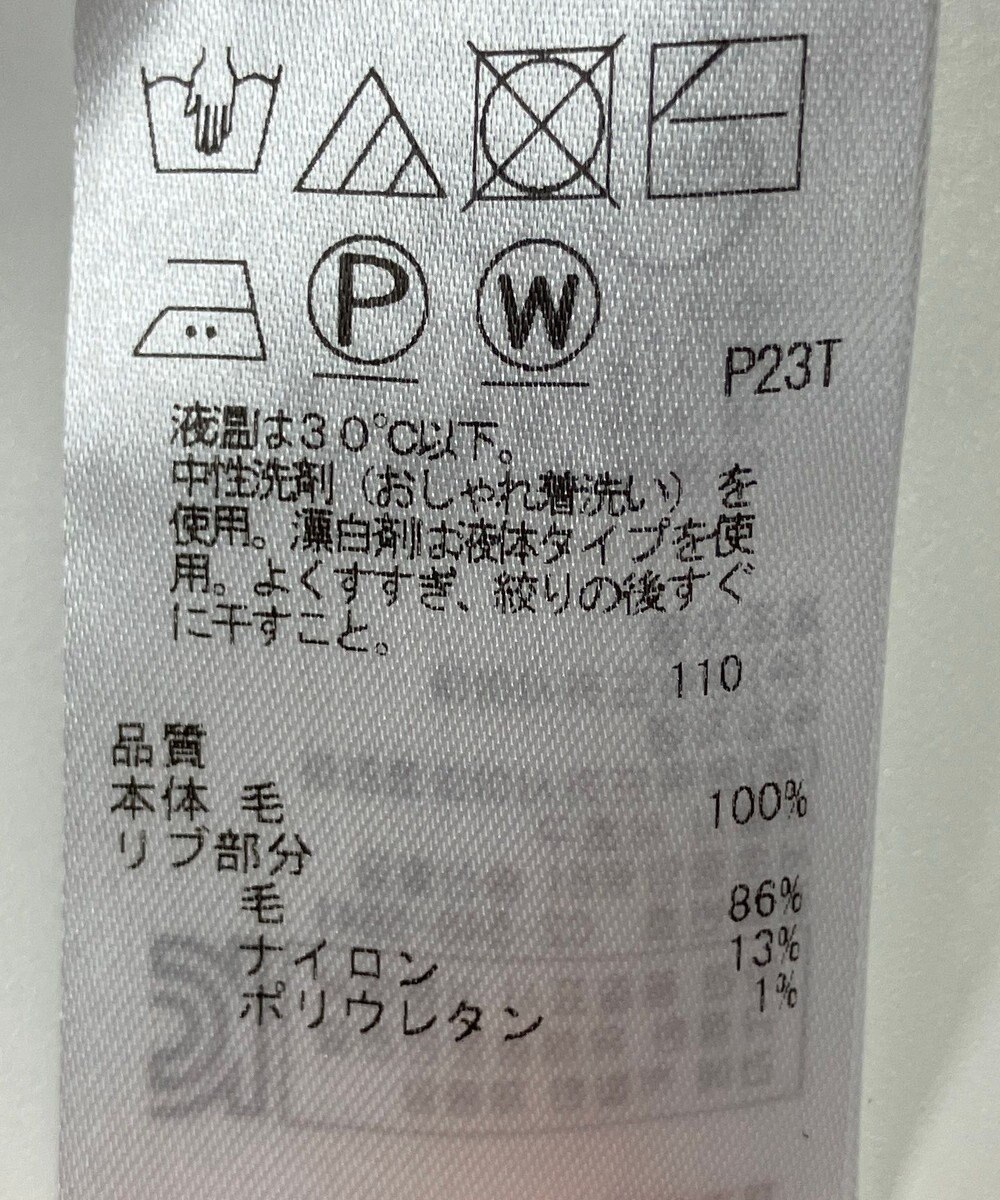 P
W
P23T
液温は30℃以下。
中性洗剤（おしゃれ着洗い）を
使用。漂白剤は液体タイプを使
用。よくすすぎ、絞りの後すぐ
に干すこと。
110
品質
本体 毛 100%
リブ部分
毛 86%
ナイロン 13%
ポリウレタン 1%